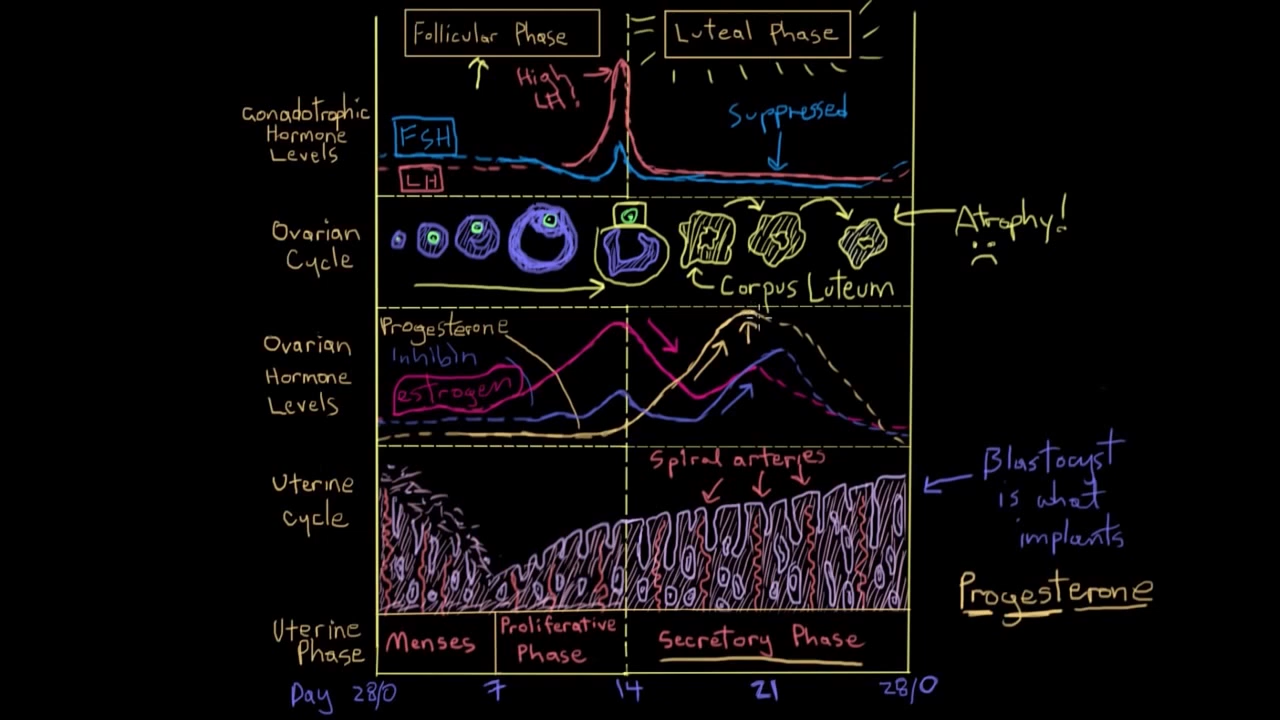 Follicular Phase
Luteal Phase
High
LH!
Gonadotrophic
Hormone
Levels
FSH
LH
Suppressed
Ovarian
Cycle
Corpus Luteum
Atrophy!
Ovarian
Hormone
Levels
Progesterone
inhibin
estrogen
Uterine
Cycle
Spiral arteries
Blastocyst
is what
implants
Progesterone
Uterine
Phase
Menses
Proliferative
Phase
Secretory Phase
Day 28/0 7 14 21 28/0